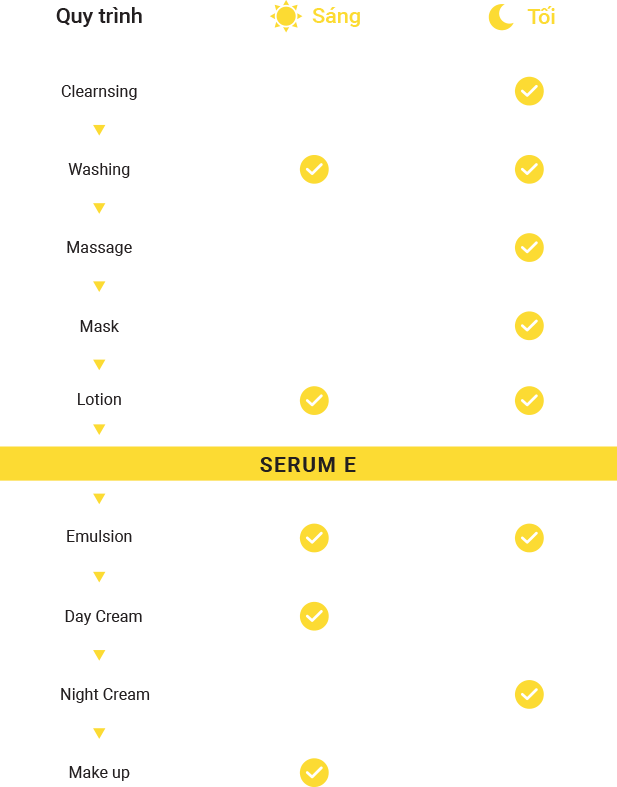 Quy trình Sáng Tối
Clearnsing
Washing
Massage
Mask
Lotion
SERUM E
Emulsion
Day Cream
Night Cream
Make up